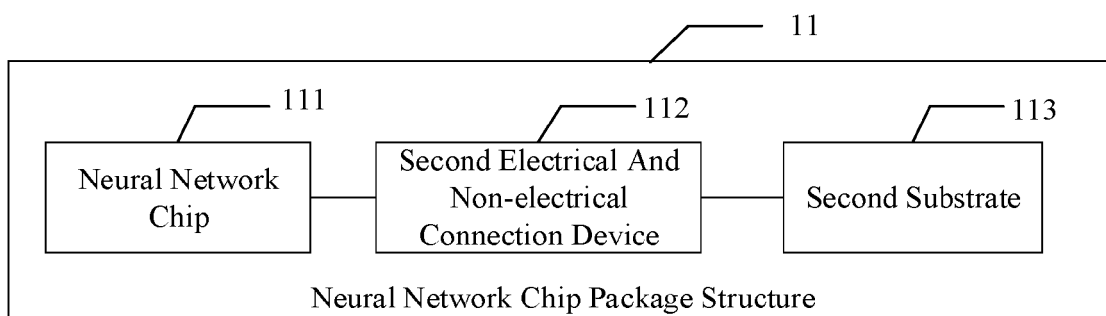 11
111
112
113
Neural Network
Chip
Second Electrical And
Non-electrical
Connection Device
Second Substrate
Neural Network Chip Package Structure